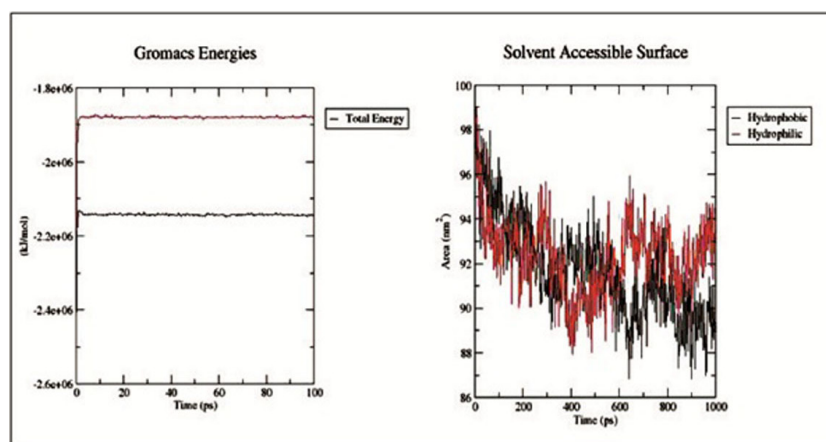 Gromacs Energies
-1.8e+06
-2e+06
-2.2e+06
-2.4e+06
-2.6e+06
(kJ/mol)
0 20 40 60 80 100
Time (ps)
Total Energy
Solvent Accessible Surface
100
98
96
94
92
90
88
86
Area (nm²)
0 200 400 600 800 1000
Time (ps)
Hydrophobic
Hydrophilic